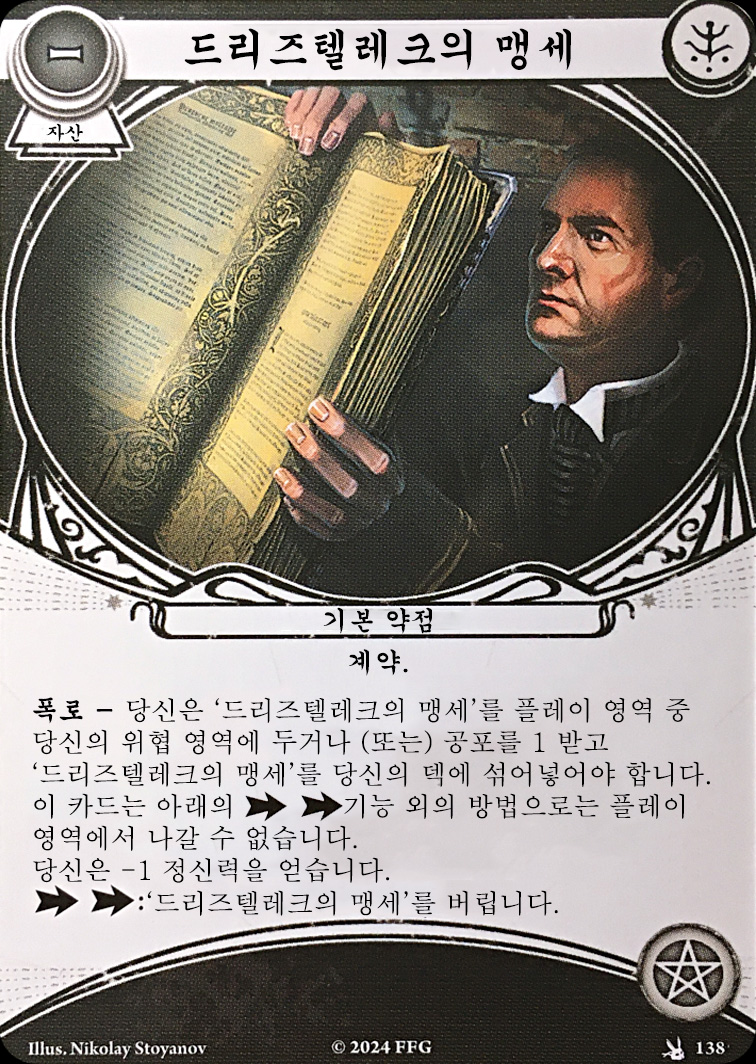 드리즈텔레크의 맹세
자산
기본 약점
계약.
폭로 – 당신은 ‘드리즈텔레크의 맹세’를 플레이 영역 중
당신의 위협 영역에 두거나 (또는) 공포를 1 받고
‘드리즈텔레크의 맹세’를 당신의 덱에 섞어넣어야 합니다.
이 카드는 아래의 기능 외의 방법으로는 플레이
영역에서 나갈 수 없습니다.
당신은 -1 정신력을 얻습니다.
:‘드리즈텔레크의 맹세’를 버립니다.
Illus. Nikolay Stoyanov
© 2024 FFG
138